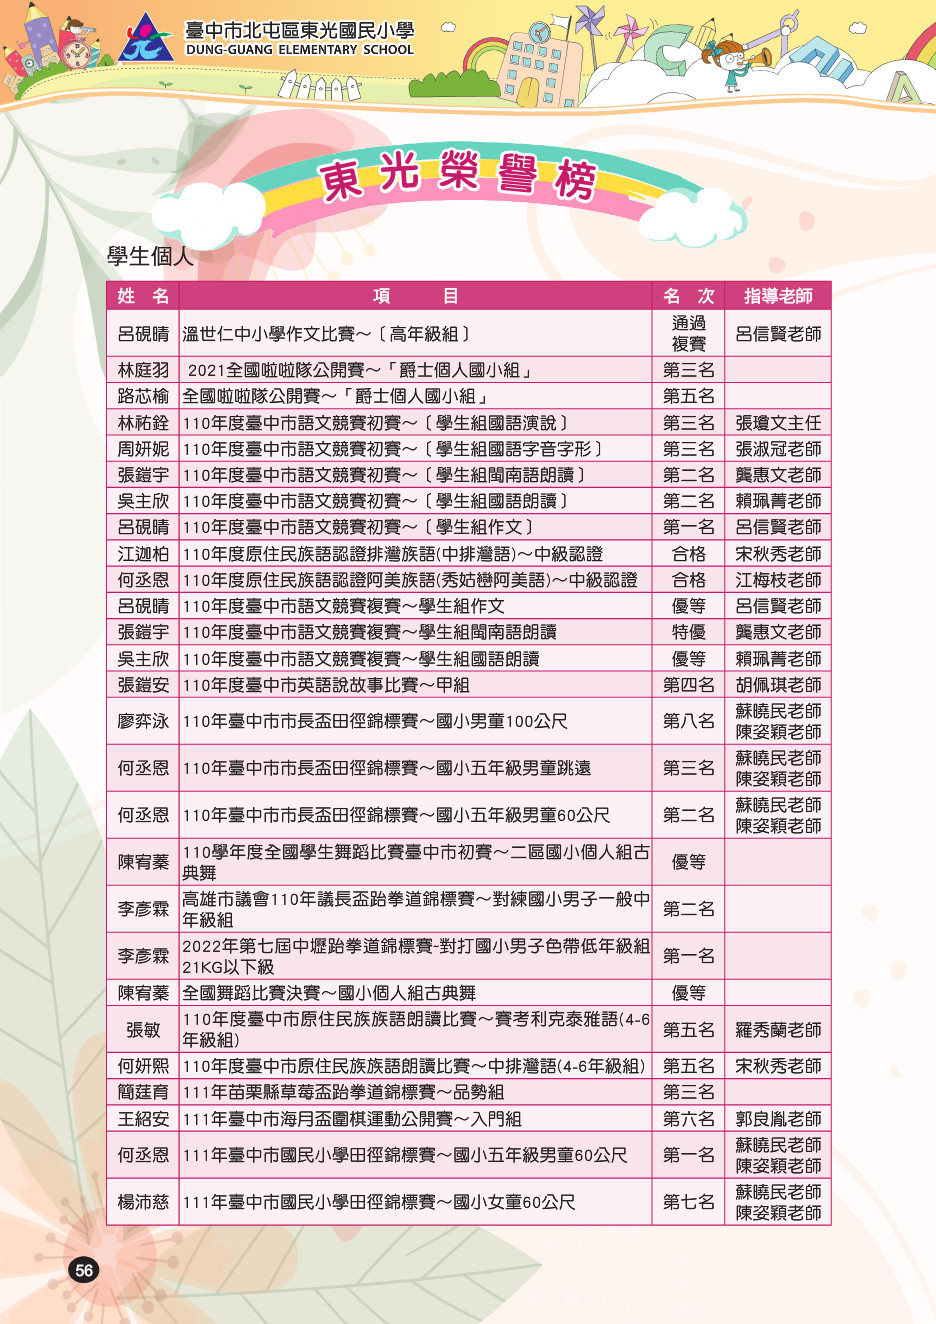 臺中市北屯區東光國民小學
DUNG-GUANG ELEMENTARY SCHOOL
東光榮譽榜
學生個人
姓 名 項 目 名 次 指導老師
呂硯晴 溫世仁中小學作文比賽～〔高年級組〕 通過複賽 呂信賢老師
林庭羽 2021全國啦啦隊公開賽～「爵士個人國小組」 第三名
路芯榆 全國啦啦隊公開賽～「爵士個人國小組」 第五名
林祐銓 110年度臺中市語文競賽初賽～〔學生組國語演說〕 第三名 張瓊文主任
周妍妮 110年度臺中市語文競賽初賽～〔學生組國語字音字形〕 第三名 張淑冠老師
張鎧宇 110年度臺中市語文競賽初賽～〔學生組閩南語朗讀〕 第二名 龔惠文老師
吳主欣 110年度臺中市語文競賽初賽～〔學生組國語朗讀〕 第二名 賴珮菁老師
呂硯晴 110年度臺中市語文競賽初賽～〔學生組作文〕 第一名 呂信賢老師
江迦柏 110年度原住民族語認證排灣族語(中排灣語)～中級認證 合格 宋秋秀老師
何丞恩 110年度原住民族語認證阿美族語(秀姑巒阿美語)～中級認證 合格 江梅枝老師
呂硯晴 110年度臺中市語文競賽複賽～學生組作文 優等 呂信賢老師
張鎧宇 110年度臺中市語文競賽複賽～學生組閩南語朗讀 特優 龔惠文老師
吳主欣 110年度臺中市語文競賽複賽～學生組國語朗讀 優等 賴珮菁老師
張鎧安 110年度臺中市英語說故事比賽～甲組 第四名 胡佩琪老師
廖弈泳 110年臺中市市長盃田徑錦標賽～國小男童100公尺 第八名 蘇曉民老師
陳姿穎老師
何丞恩 110年臺中市市長盃田徑錦標賽～國小五年級男童跳遠 第三名 蘇曉民老師
陳姿穎老師
何丞恩 110年臺中市市長盃田徑錦標賽～國小五年級男童60公尺 第二名 蘇曉民老師
陳姿穎老師
陳宥蓁 110學年度全國學生舞蹈比賽臺中市初賽～二區國小個人組古
典舞 優等
李彥霖 高雄市議會110年議長盃跆拳道錦標賽～對練國小男子一般中
年級組 第二名
李彥霖 2022年第七屆中壢跆拳道錦標賽~對打國小男子色帶低年級組
21KG以下級 第一名
陳宥蓁 全國舞蹈比賽決賽～國小個人組古典舞 優等
張敏 110年度臺中市原住民族族語朗讀比賽～賽考利克泰雅語(4-6
年級組) 第五名 羅秀蘭老師
何妍熙 110年度臺中市原住民族族語朗讀比賽～中排灣語(4-6年級組) 第五名 宋秋秀老師
簡莛育 111年苗栗縣草莓盃跆拳道錦標賽～品勢組 第三名
王紹安 111年臺中市海月盃圍棋運動公開賽～入門組 第六名 郭良胤老師
何丞恩 111年臺中市國民小學田徑錦標賽～國小五年級男童60公尺 第一名 蘇曉民老師
陳姿穎老師
楊沛慈 111年臺中市國民小學田徑錦標賽～國小女童60公尺 第七名 蘇曉民老師
陳姿穎老師
56